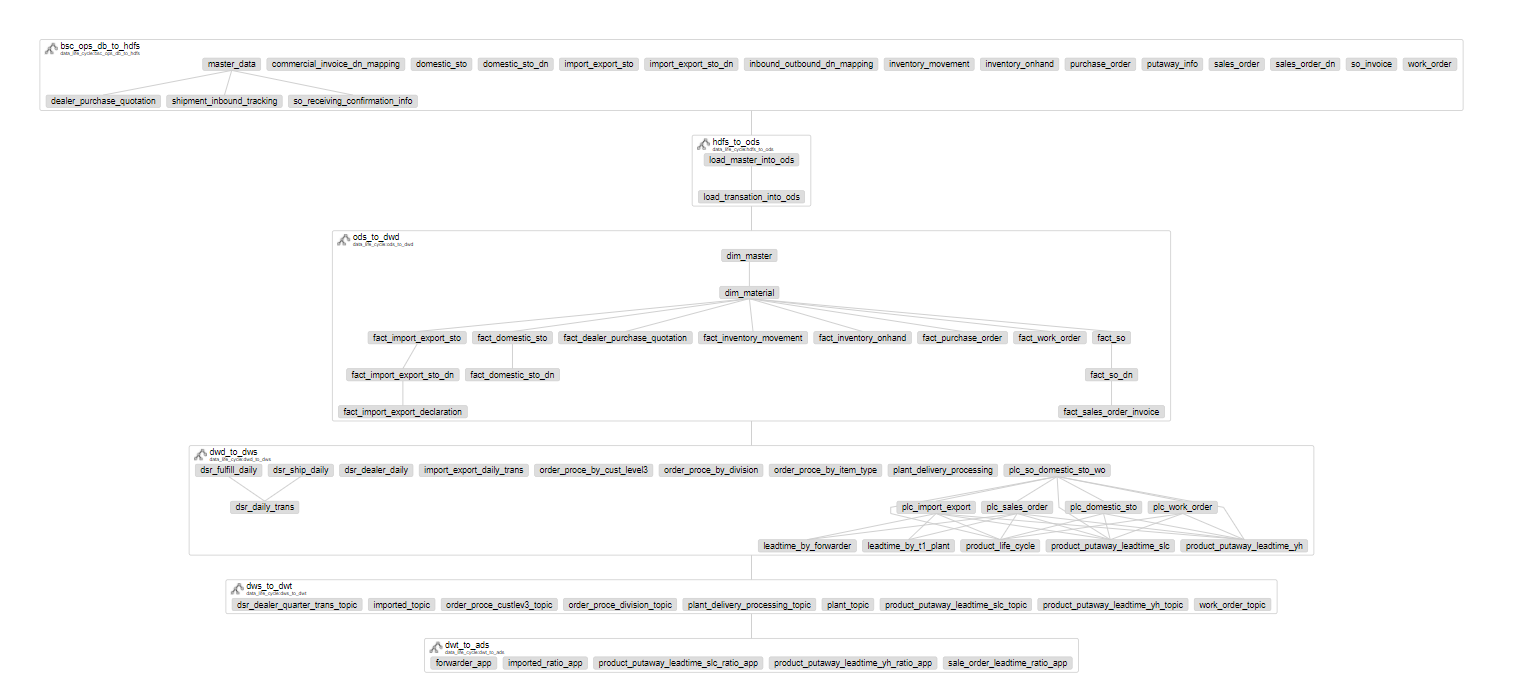 bsc_ops_db_to_hdfs
data_life_cycle:bsc_ops_db_to_hdfs
master_data commercial_invoice_dn_mapping domestic_sto domestic_sto_dn import_export_sto import_export_sto_dn inbound_outbound_dn_mapping inventory_movement inventory_onhand purchase_order putaway_info sales_order sales_order_dn so_invoice work_order
dealer_purchase_quotation shipment_inbound_tracking so_receiving_confirmation_info
hdfs_to_ods
data_life_cycle:hdfs_to_ods
load_master_into_ods
load_transation_into_ods
ods_to_dwd
data_life_cycle:ods_to_dwd
dim_master
dim_material
fact_import_export_sto fact_domestic_sto fact_dealer_purchase_quotation fact_inventory_movement fact_inventory_onhand fact_purchase_order fact_work_order fact_so
fact_import_export_sto_dn fact_domestic_sto_dn fact_so_dn
fact_import_export_declaration fact_sales_order_invoice
dwd_to_dws
data_life_cycle:dwd_to_dws
dsr_fulfill_daily dsr_ship_daily dsr_dealer_daily import_export_daily_trans order_proce_by_cust_level3 order_proce_by_division order_proce_by_item_type plant_delivery_processing plc_so_domestic_sto_wo
dsr_daily_trans plc_import_export plc_sales_order plc_domestic_sto plc_work_order
leadtime_by_forwarder leadtime_by_t1_plant product_life_cycle product_putaway_leadtime_slc product_putaway_leadtime_yh
dws_to_dwt
data_life_cycle:dws_to_dwt
dsr_dealer_quarter_trans_topic imported_topic order_proce_custlev3_topic order_proce_division_topic plant_delivery_processing_topic plant_topic product_putaway_leadtime_slc_topic product_putaway_leadtime_yh_topic work_order_topic
dwt_to_ads
data_life_cycle:dwt_to_ads
forwarder_app imported_ratio_app product_putaway_leadtime_slc_ratio_app product_putaway_leadtime_yh_ratio_app sale_order_leadtime_ratio_app